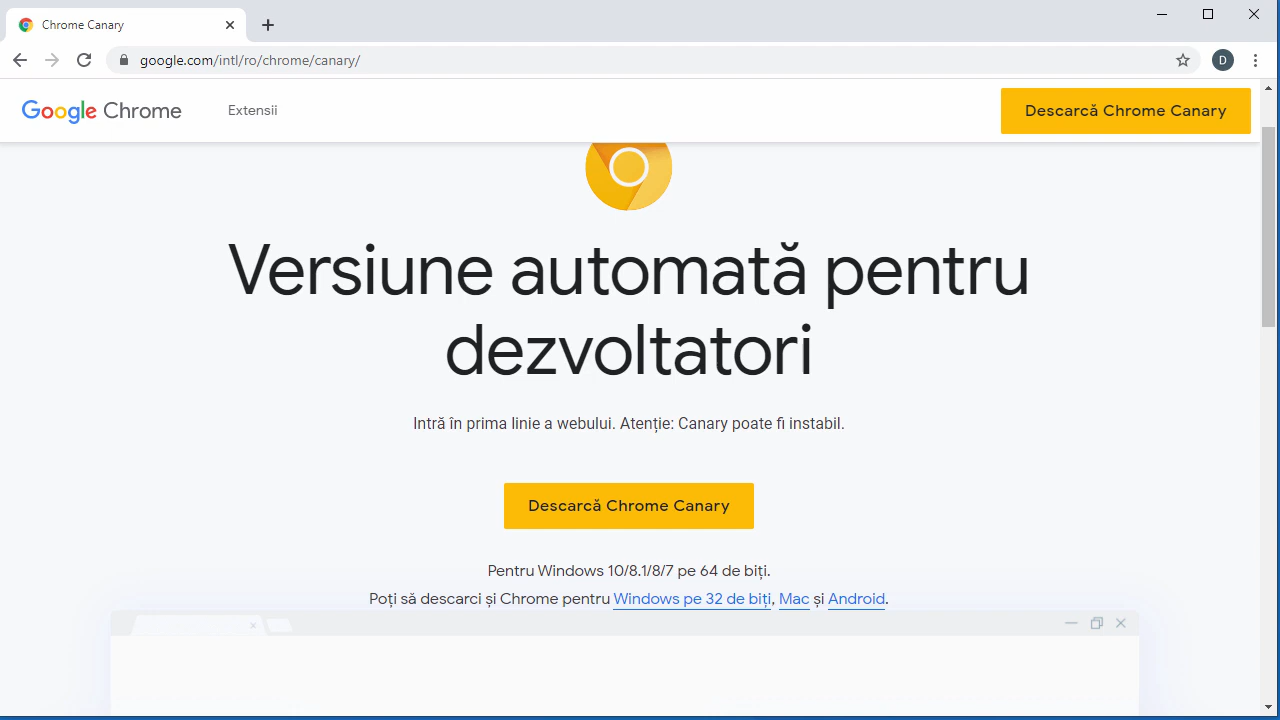 Chrome Canary
google.com/intl/ro/chrome/canary/
D
Google Chrome
Extensii
Descarcă Chrome Canary
Versiune automată pentru
dezvoltatori
Intră în prima linie a webului. Atenție: Canary poate fi instabil.
Descarcă Chrome Canary
Pentru Windows 10/8.1/8/7 pe 64 de biți.
Poți să descarci și Chrome pentru Windows pe 32 de biți, Mac și Android.